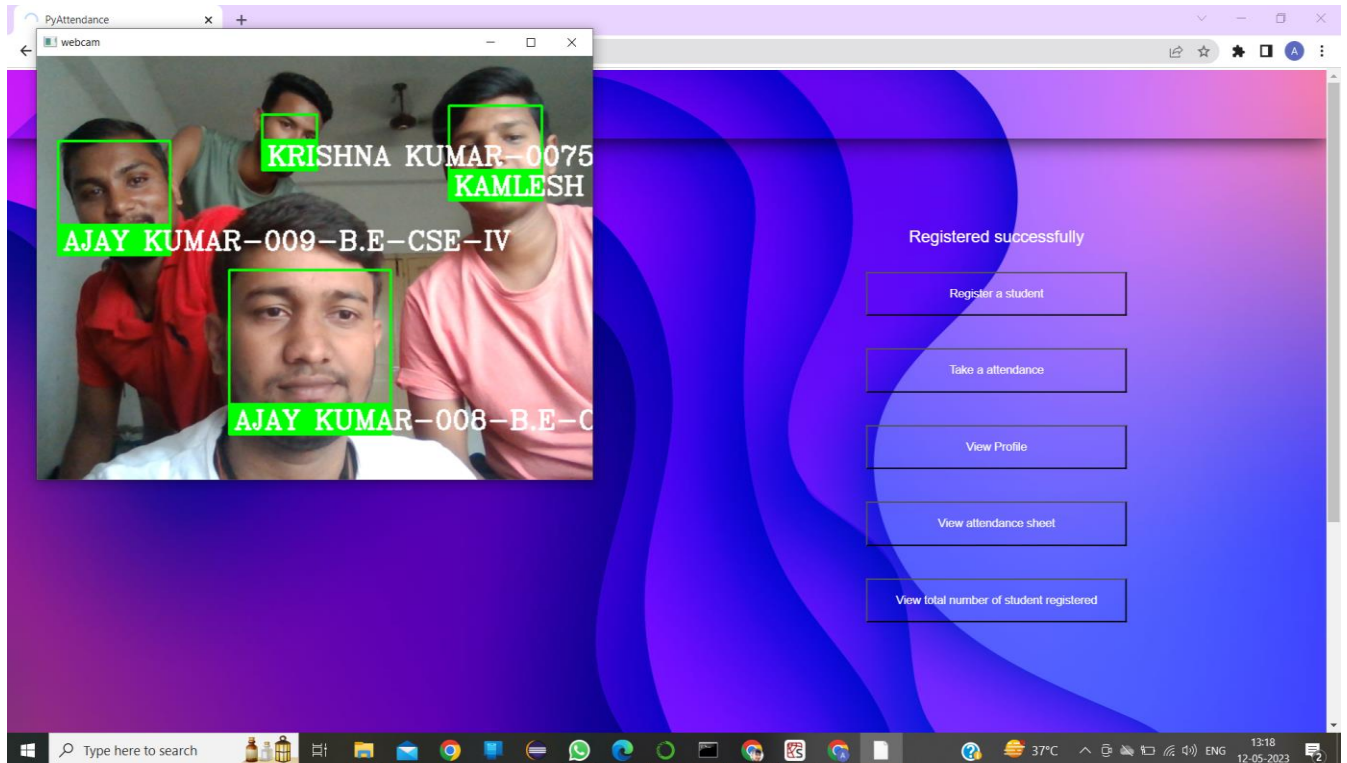 PyAttendance
webcam
A
KRISHNA KUMAR-0075
KAMLESH
AJAY KUMAR-009-B.E-CSE-IV
AJAY KUMAR-008-B.E-C
Registered successfully
Register a student
Take a attendance
View Profile
View attendance sheet
View total number of student registered
Type here to search
37°C
ENG
13:18
12-05-2023
2